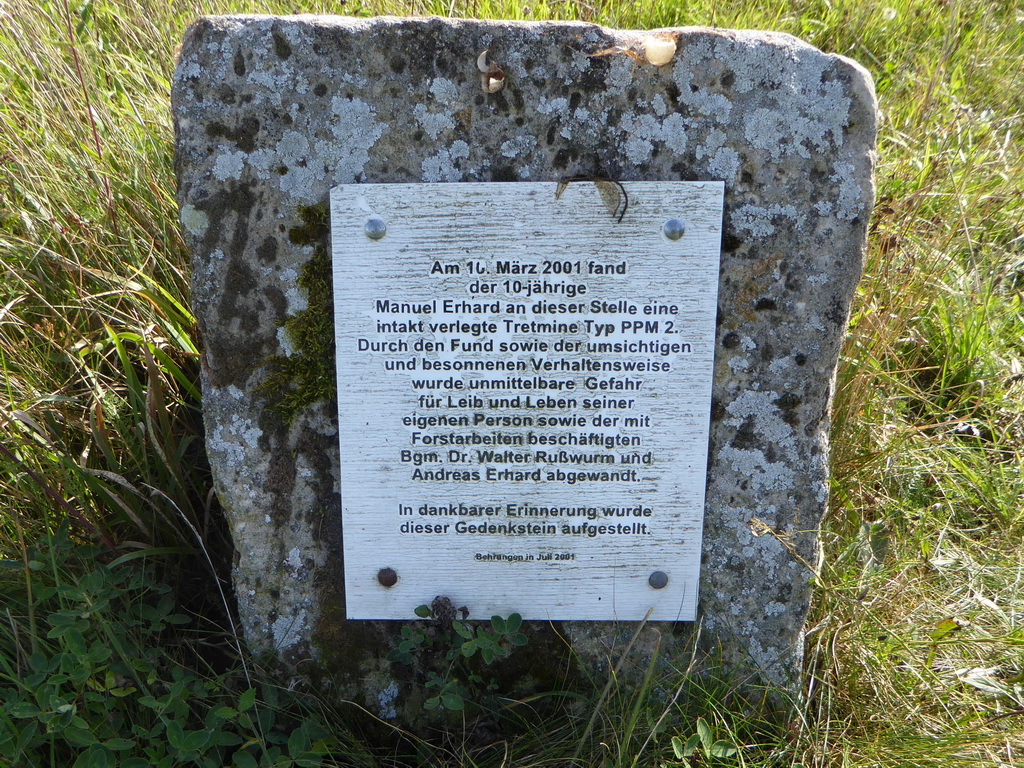 Am 16. März 2001 fand
der 10-jährige
Manuel Erhard an dieser Stelle eine
intakt verlegte Tretmine Typ PPM 2.
Durch den Fund sowie der umsichtigen
und besonnenen Verhaltensweise
wurde unmittelbare Gefahr
für Leib und Leben seiner
eigenen Person sowie der mit
Forstarbeiten beschäftigten
Bgm. Dr. Walter Rußwurm und
Andreas Erhard abgewandt.
In dankbarer Erinnerung wurde
dieser Gedenkstein aufgestellt.
Behrungen in Juli 2001